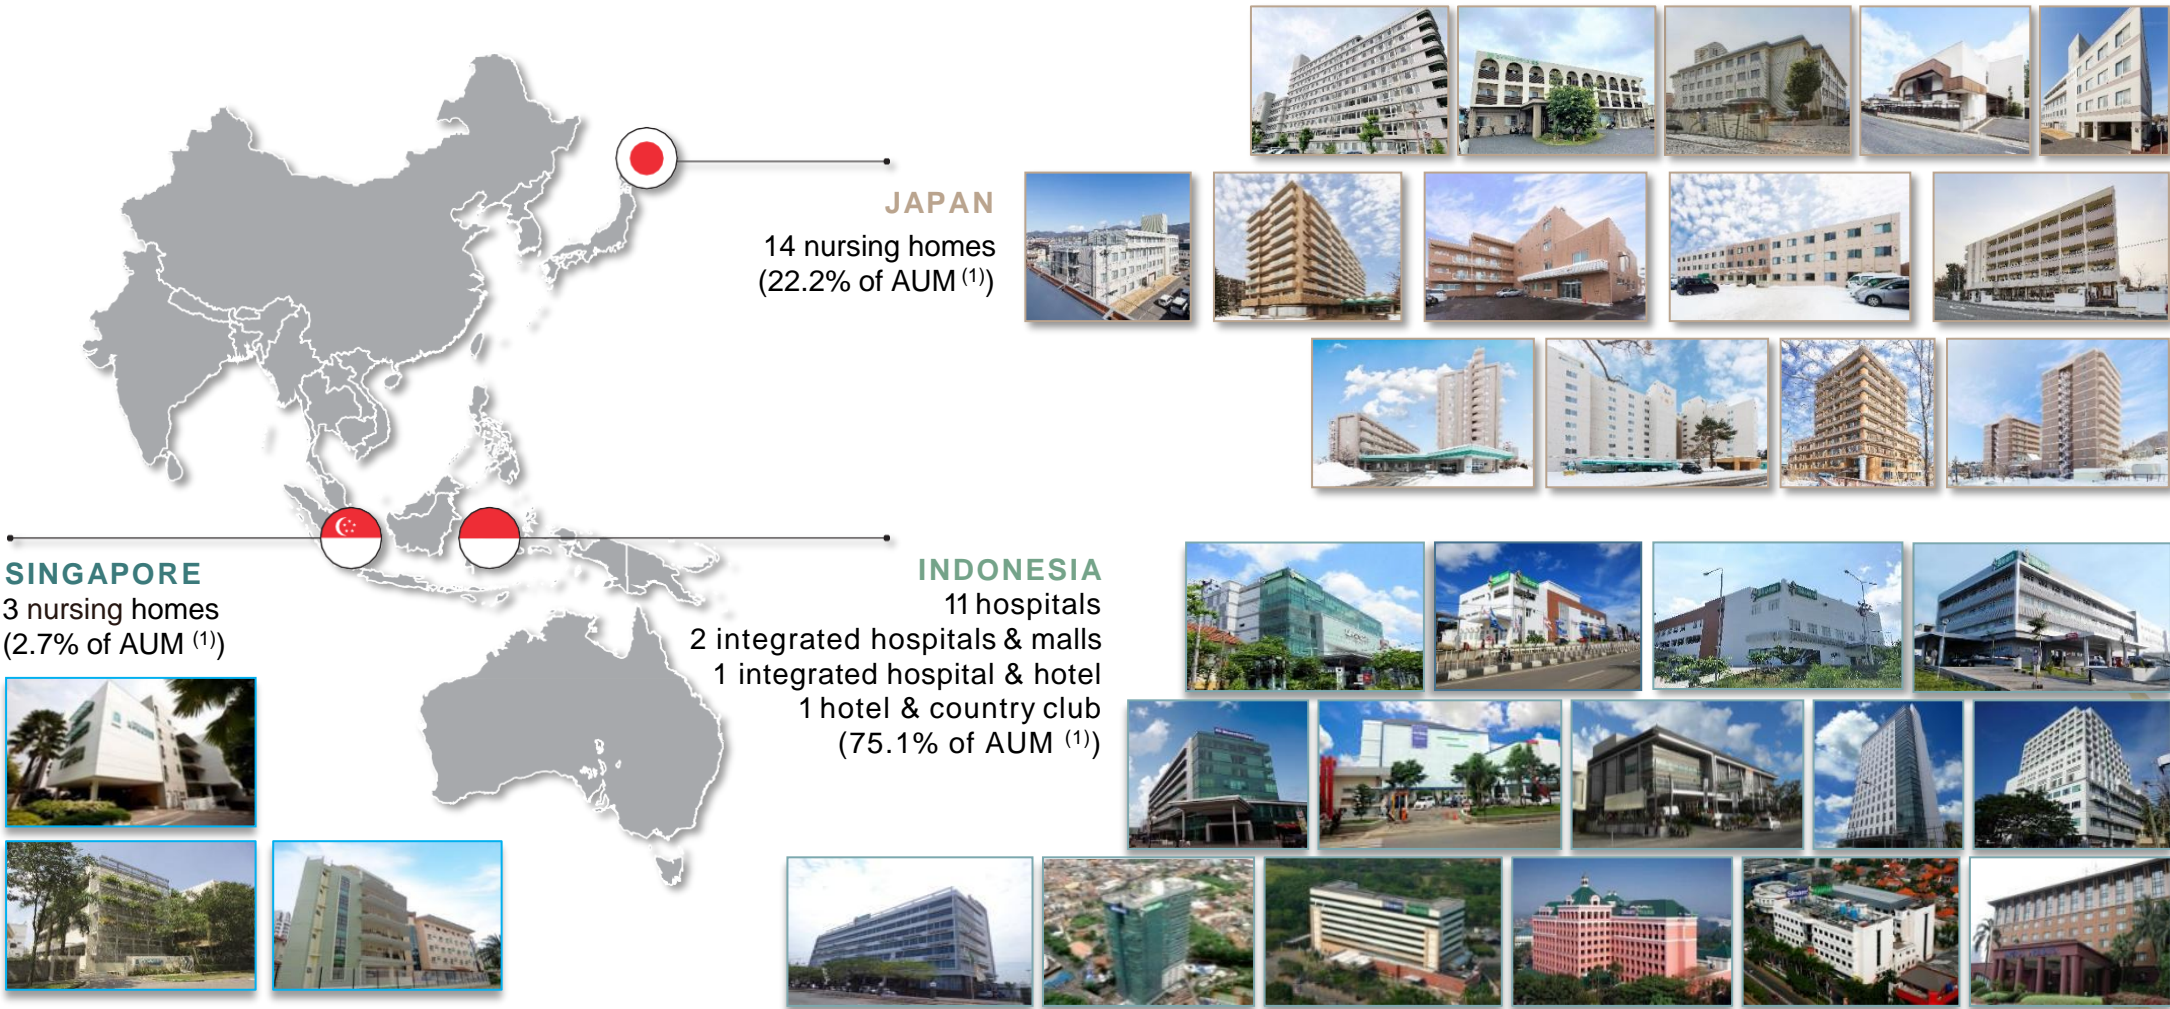 JAPAN
14 nursing homes
(22.2% of AUM (1))
SINGAPORE
3 nursing homes
(2.7% of AUM (1))
INDONESIA
11 hospitals
2 integrated hospitals & malls
1 integrated hospital & hotel
1 hotel & country club
(75.1% of AUM (1))